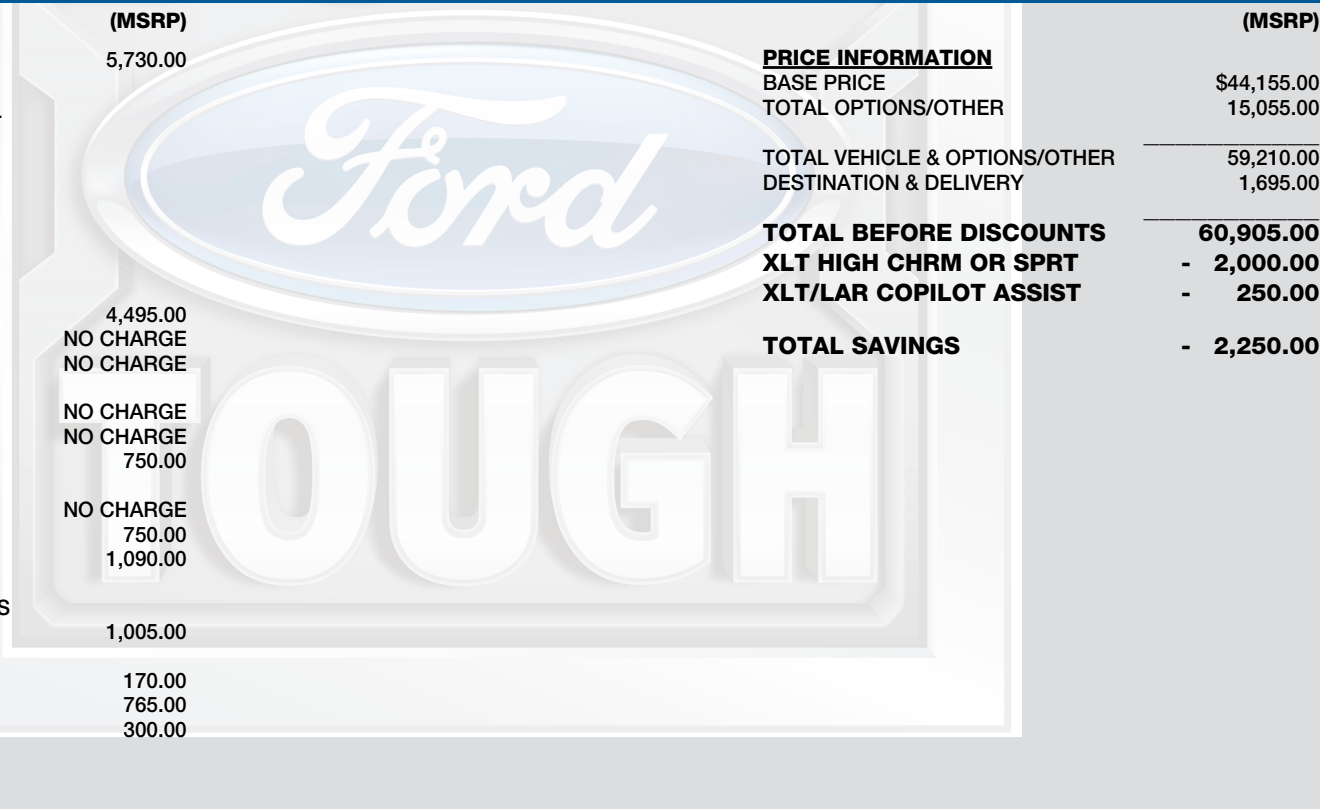 (MSRP)
5,730.00
4,495.00
NO CHARGE
NO CHARGE
NO CHARGE
NO CHARGE
750.00
NO CHARGE
750.00
1,090.00
S
1,005.00
170.00
765.00
300.00
Ford
TOUGH
(MSRP)
PRICE INFORMATION
BASE PRICE $44,155.00
TOTAL OPTIONS/OTHER 15,055.00
TOTAL VEHICLE & OPTIONS/OTHER 59,210.00
DESTINATION & DELIVERY 1,695.00
TOTAL BEFORE DISCOUNTS 60,905.00
XLT HIGH CHRM OR SPRT - 2,000.00
XLT/LAR COPILOT ASSIST - 250.00
TOTAL SAVINGS - 2,250.00